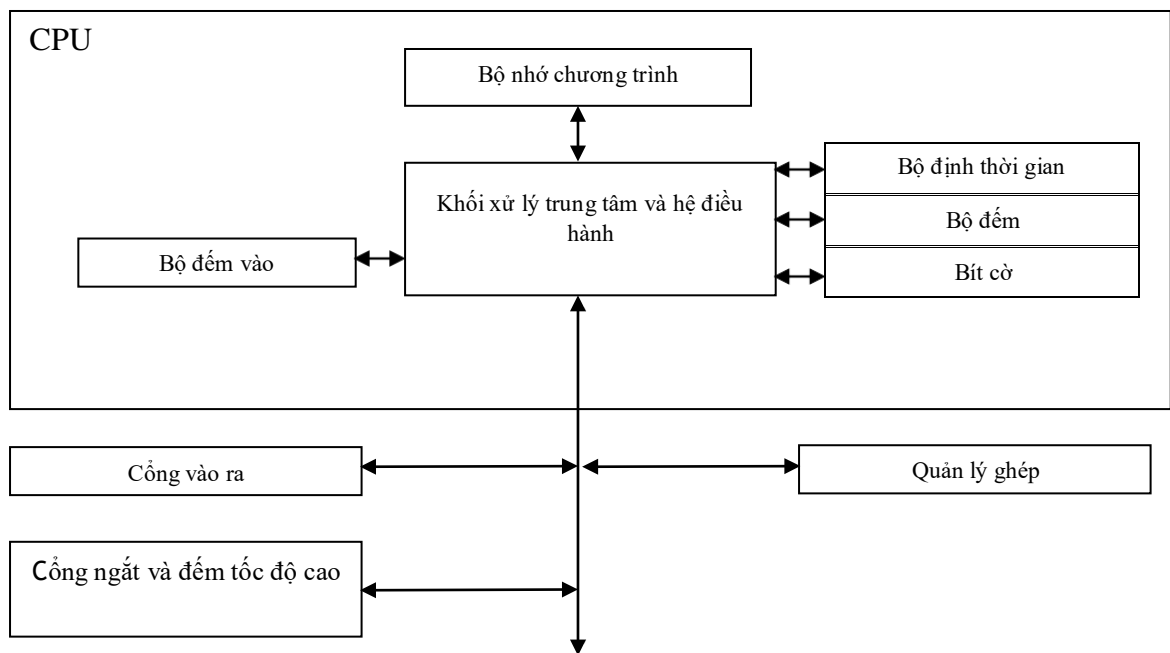 CPU
Bộ nhớ chương trình
Khối xử lý trung tâm và hệ điều
hành
Bộ đếm vào
Bộ định thời gian
Bộ đếm
Bít cờ
Cổng vào ra
Quản lý ghép
Cổng ngắt và đếm tốc độ cao